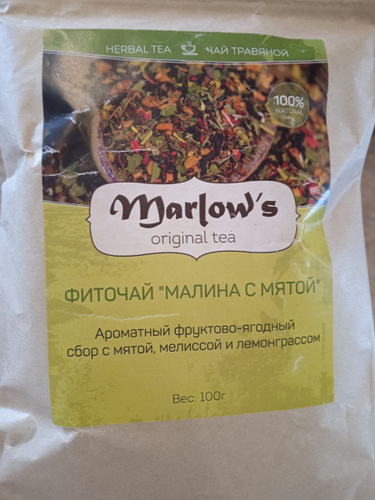 HERBAL TEA ЧАЙ ТРАВЯНОЙ
100%
NATURAL
Marlow's
original tea
ФИТОЧАЙ "МАЛИНА С МЯТОЙ"
Ароматный фруктово-ягодный
сбор с мятой, мелиссой и лемонграссом
Вес: 100г